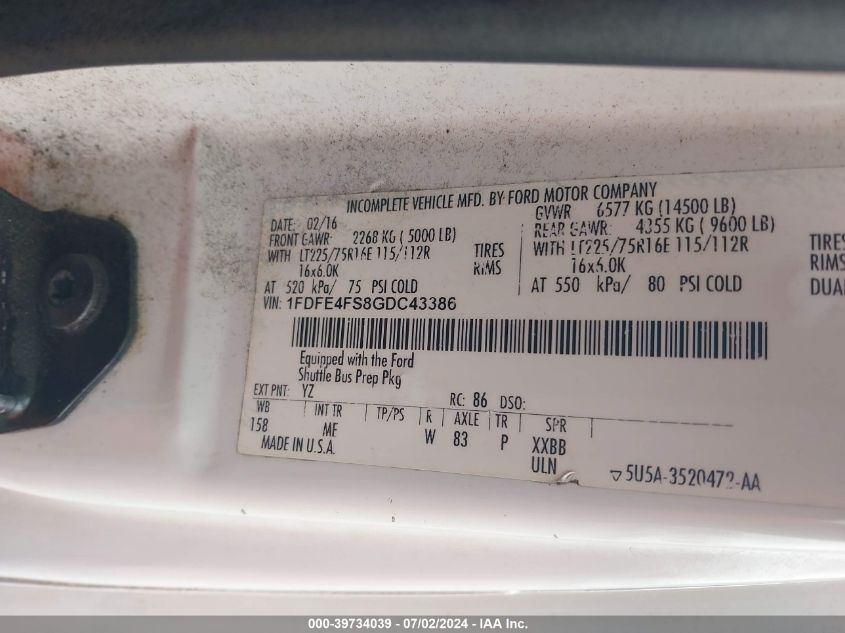 INCOMPLETE VEHICLE MFD. BY FORD MOTOR COMPANY
DATE: 02/16 GVWR 6577 KG (14500 LB)
FRONT GAWR: 2268 KG ( 5000 LB) REAR GAWR: 4355 KG ( 9600 LB)
WITH LT225/75R16E 115/112R TIRES WITH LT225/75R16E 115/112R TIRES
16x6.0K RIMS 16x6.0K RIMS
AT 520 kPa/ 75 PSI COLD AT 550 kPa/ 80 PSI COLD DUAL
VIN: 1FDFE4FS8GDC43386
Equipped with the Ford
Shuttle Bus Prep Pkg
EXT PNT: YZ RC: 86 DSO:
WB INT TR TP/PS R AXLE TR SPR
158 ME W 83 P XXBB
MADE IN U.S.A. ULN
▽5U5A-3520472-AA
000-39734039 - 07/02/2024 - IAA Inc.